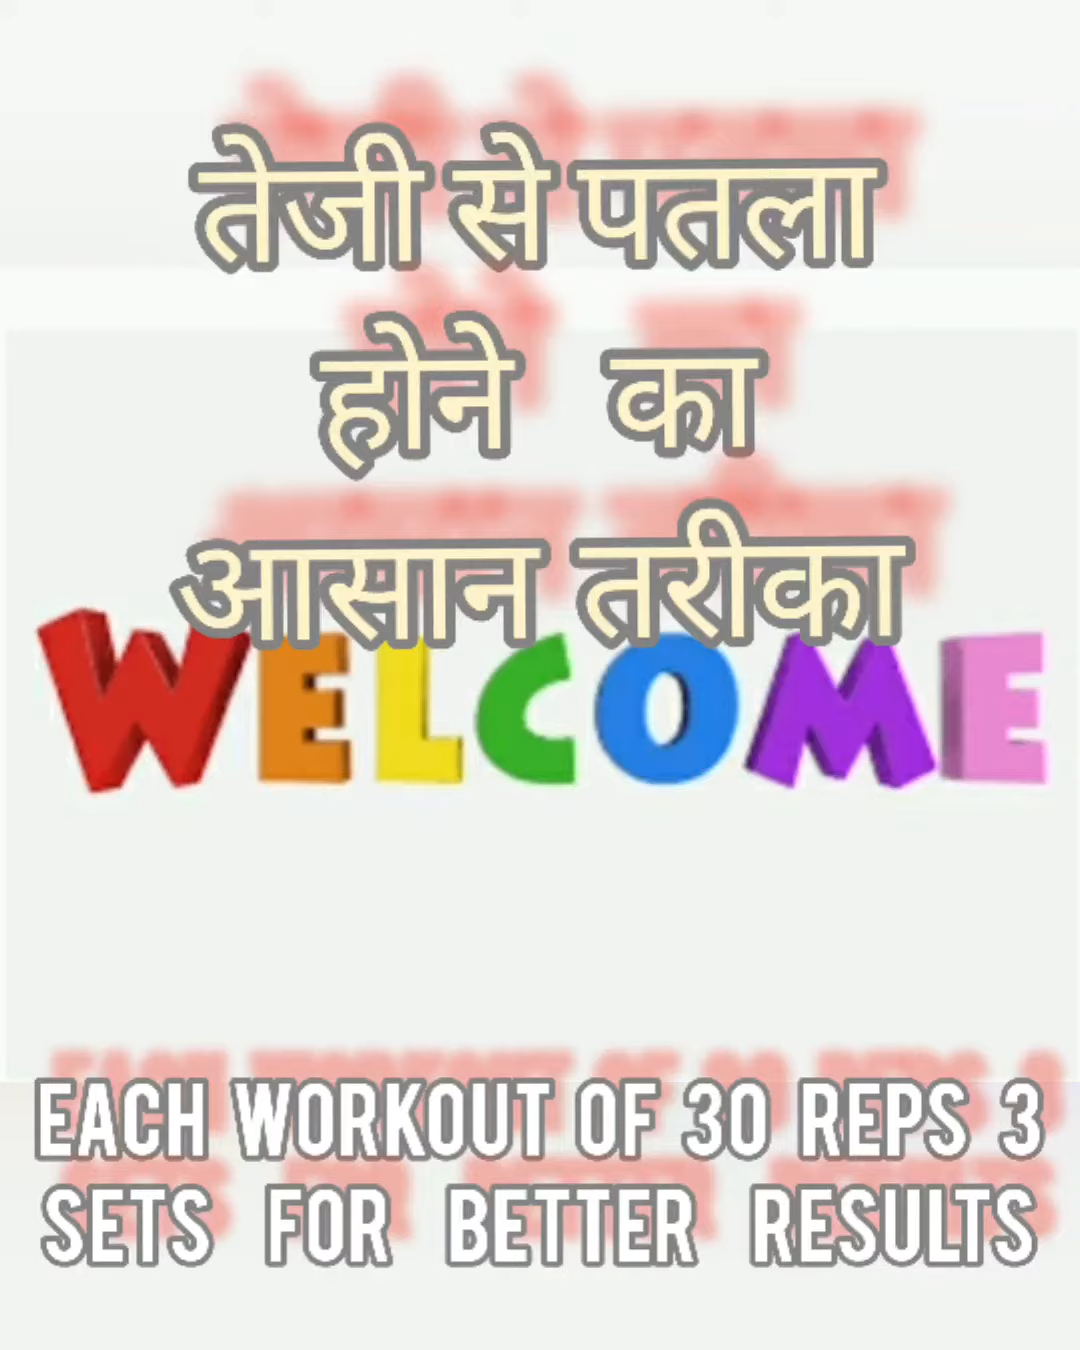 तेजी से पतला
होने का
आसान तरीका
WELCOME
EACH WORKOUT OF 30 REPS 3
SETS FOR BETTER RESULTS